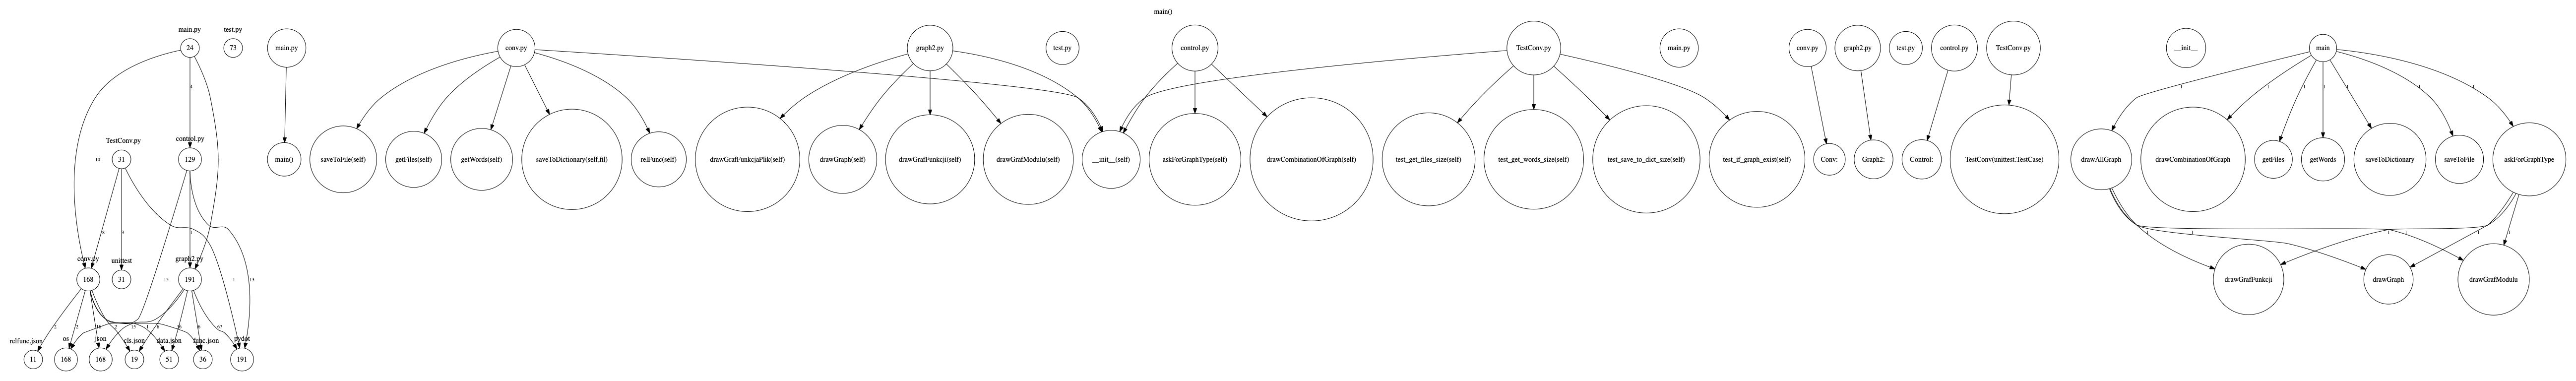 main()
main.py
test.py
24
73
main.py
conv.py
graph2.py
test.py
control.py
TestConv.py
main.py
conv.py
graph2.py
test.py
control.py
TestConv.py
__init__
main
4
1
1
1
1
1
1
1
TestConv.py
control.py
31
10
129
1
main()
saveToFile(self)
getFiles(self)
getWords(self)
saveToDictionary(self,fil)
relFunc(self)
drawGrafFunkcjaPlik(self)
drawGraph(self)
drawGrafFunkcji(self)
drawGrafModulu(self)
__init__(self)
askForGraphType(self)
drawCombinationOfGraph(self)
test_get_files_size(self)
test_get_words_size(self)
test_save_to_dict_size(self)
test_if_graph_exist(self)
Conv:
Graph2:
Control:
TestConv(unittest.TestCase)
drawAllGraph
drawCombinationOfGraph
getFiles
getWords
saveToDictionary
saveToFile
askForGraphType
8
3
1
1
1
1
1
1
1
conv.py
unittest
graph2.py
168
31
15
191
1
13
drawGrafFunkcji
drawGraph
drawGrafModulu
2
2
2
15
1
6
6
67
relfunc.json
os
json
cls.json
data.json
func.json
pydot
11
168
168
19
51
36
191